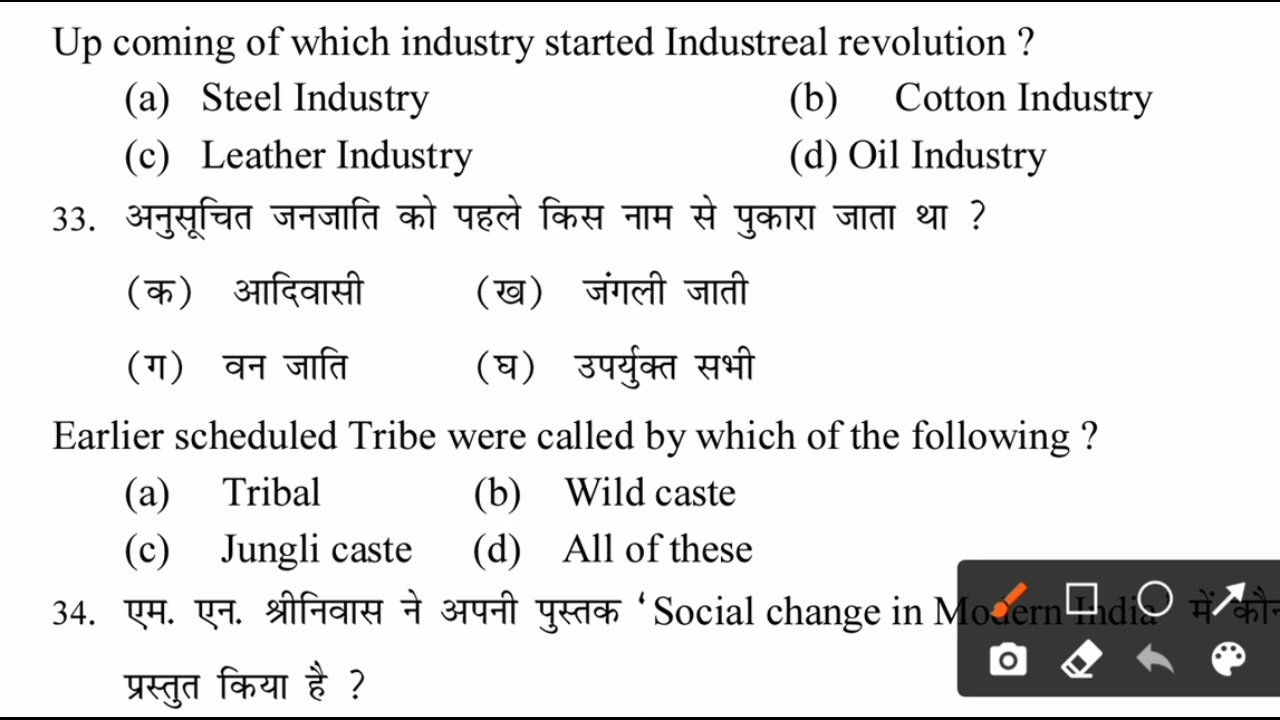 Up coming of which industry started Industreal revolution ?
(a) Steel Industry (b) Cotton Industry
(c) Leather Industry (d) Oil Industry
33. अनुसूचित जनजाति को पहले किस नाम से पुकारा जाता था ?
(क) आदिवासी (ख) जंगली जाती
(ग) वन जाति (घ) उपर्युक्त सभी
Earlier scheduled Tribe were called by which of the following ?
(a) Tribal (b) Wild caste
(c) Jungli caste (d) All of these
34. एम. एन. श्रीनिवास ने अपनी पुस्तक ‘Social change in Modern India’ में
प्रस्तुत किया है ?